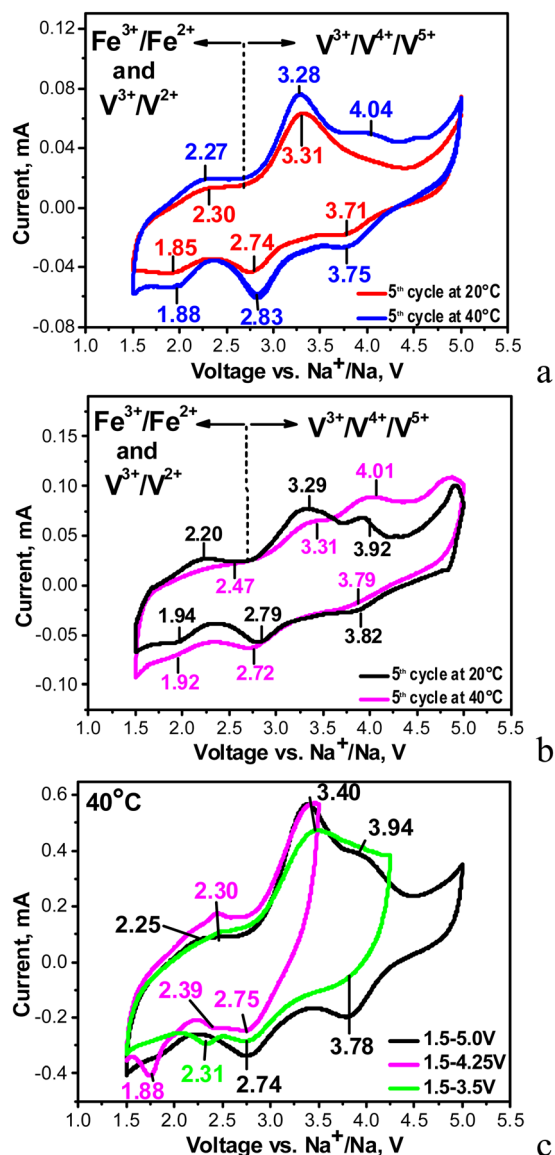 Fe³⁺/Fe²⁺ V³⁺/V⁴⁺/V⁵⁺
and
V³⁺/V²⁺
3.28
4.04
2.27
3.31
2.30
1.85 2.74 3.71
3.75
1.88 2.83
5th cycle at 20°C
5th cycle at 40°C
0.12
0.08
0.04
0.00
-0.04
-0.08
Current, mA
1.0 1.5 2.0 2.5 3.0 3.5 4.0 4.5 5.0 5.5
Voltage vs. Na⁺/Na, V
a
Fe³⁺/Fe²⁺ V³⁺/V⁴⁺/V⁵⁺
and
V³⁺/V²⁺
4.01
3.29
2.20
3.31 3.92
2.47
3.79
1.94 2.79
3.82
1.92 2.72
5th cycle at 20°C
5th cycle at 40°C
0.15
0.10
0.05
0.00
-0.05
-0.10
Current, mA
1.0 1.5 2.0 2.5 3.0 3.5 4.0 4.5 5.0 5.5
Voltage vs. Na⁺/Na, V
b
40°C
3.40
3.94
2.30
2.25
2.39 2.75
3.78
2.31 2.74
1.88
1.5-5.0V
1.5-4.25V
1.5-3.5V
0.6
0.4
0.2
0.0
-0.2
-0.4
Current, mA
1.0 1.5 2.0 2.5 3.0 3.5 4.0 4.5 5.0 5.5
Voltage vs. Na⁺/Na, V
c